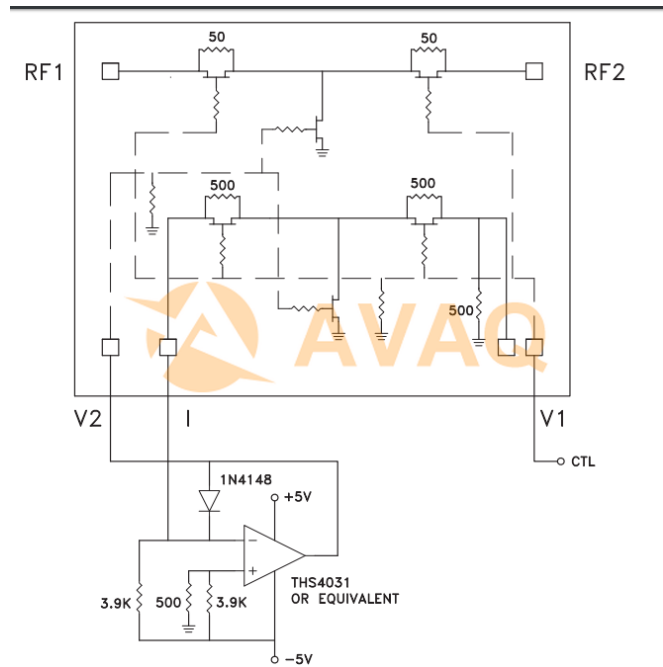 50
50
RF1
RF2
500
500
500
AVAQ
V2
I
V1
CTL
1N4148
+5V
−
+
THS4031
OR EQUIVALENT
3.9K
500
3.9K
−5V